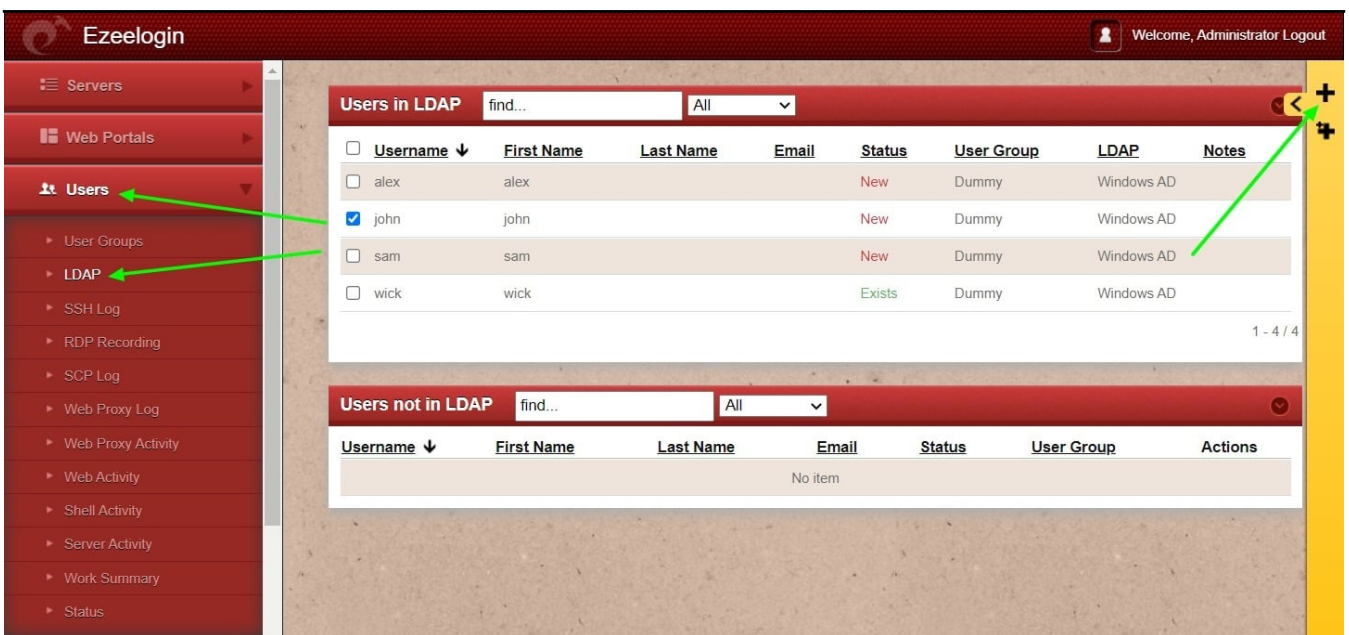 Ezeelogin
Welcome, Administrator Logout
Servers
Web Portals
Users
User Groups
LDAP
SSH Log
RDP Recording
SCP Log
Web Proxy Log
Web Proxy Activity
Web Activity
Shell Activity
Server Activity
Work Summary
Status
Users in LDAP find... All
Username First Name Last Name Email Status User Group LDAP Notes
alex alex New Dummy Windows AD
john john New Dummy Windows AD
sam sam New Dummy Windows AD
wick wick Exists Dummy Windows AD
1 - 4 / 4
Users not in LDAP find... All
Username First Name Last Name Email Status User Group Actions
No item